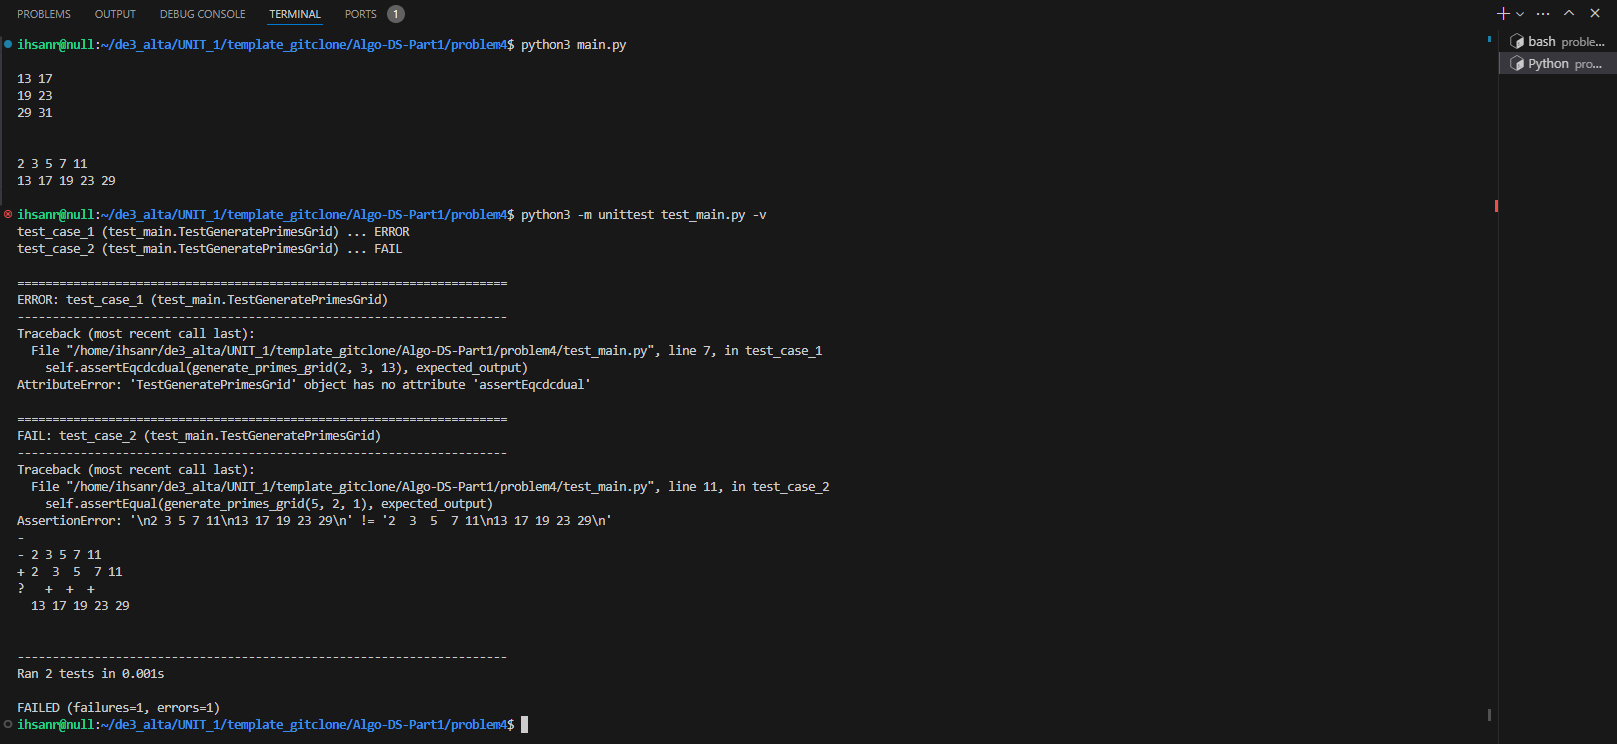 PROBLEMS OUTPUT DEBUG CONSOLE TERMINAL PORTS 1
bash proble...
Python pro...
ihsanr@null:~/de3_alta/UNIT_1/template_gitclone/Algo-DS-Part1/problem4$ python3 main.py
13 17
19 23
29 31
2 3 5 7 11
13 17 19 23 29
ihsanr@null:~/de3_alta/UNIT_1/template_gitclone/Algo-DS-Part1/problem4$ python3 -m unittest test_main.py -v
test_case_1 (test_main.TestGeneratePrimesGrid) ... ERROR
test_case_2 (test_main.TestGeneratePrimesGrid) ... FAIL
======================================================================
ERROR: test_case_1 (test_main.TestGeneratePrimesGrid)
----------------------------------------------------------------------
Traceback (most recent call last):
  File "/home/ihsanr/de3_alta/UNIT_1/template_gitclone/Algo-DS-Part1/problem4/test_main.py", line 7, in test_case_1
    self.assertEqcdcdual(generate_primes_grid(2, 3, 13), expected_output)
AttributeError: 'TestGeneratePrimesGrid' object has no attribute 'assertEqcdcdual'
======================================================================
FAIL: test_case_2 (test_main.TestGeneratePrimesGrid)
----------------------------------------------------------------------
Traceback (most recent call last):
  File "/home/ihsanr/de3_alta/UNIT_1/template_gitclone/Algo-DS-Part1/problem4/test_main.py", line 11, in test_case_2
    self.assertEqual(generate_primes_grid(5, 2, 1), expected_output)
AssertionError: '\n2 3 5 7 11\n13 17 19 23 29\n' != '2  3  5  7 11\n13 17 19 23 29\n'
-
- 2 3 5 7 11
+ 2  3  5  7 11
?   +  +  +
  13 17 19 23 29
----------------------------------------------------------------------
Ran 2 tests in 0.001s
FAILED (failures=1, errors=1)
ihsanr@null:~/de3_alta/UNIT_1/template_gitclone/Algo-DS-Part1/problem4$